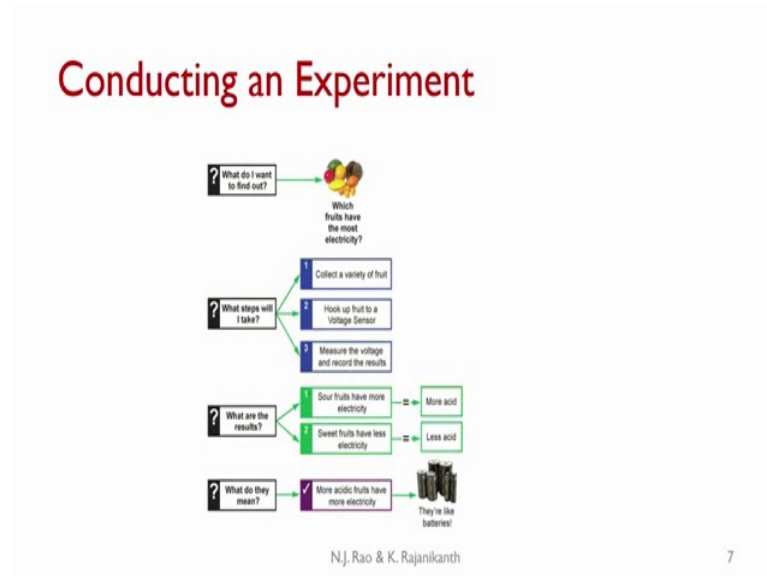 Conducting an Experiment
? What do I want
to find out?
Which
fruits have
the most
electricity?
? What steps will
I take?
1 Collect a variety of fruit
2 Hook up fruit to a
Voltage Sensor
3 Measure the voltage
and record the results
? What are the
results?
1 Sour fruits have more
electricity
= More acid
2 Sweet fruits have less
electricity
= Less acid
? What do they
mean?
✓ More acidic fruits have
more electricity
They're like
batteries!
N.J. Rao & K. Rajanikanth
7